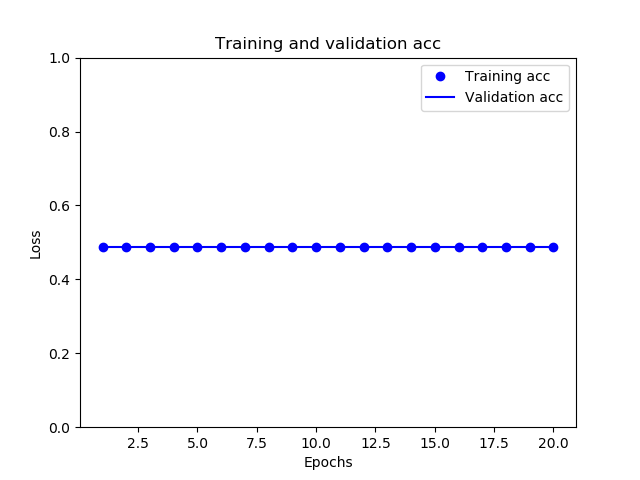 Training and validation acc
Training acc
Validation acc
1.0
0.8
0.6
0.4
0.2
0.0
Loss
2.5 5.0 7.5 10.0 12.5 15.0 17.5 20.0
Epochs